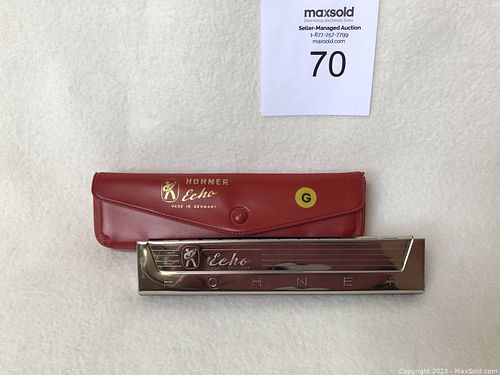 maxsold
Downsizing and Estate Sales
Seller-Managed Auction
1-877-257-7799
maxsold.com
70
HOHNER
Echo
MADE IN GERMANY
G
Echo
HOHNER
Copyright 2023 - MaxSold.com